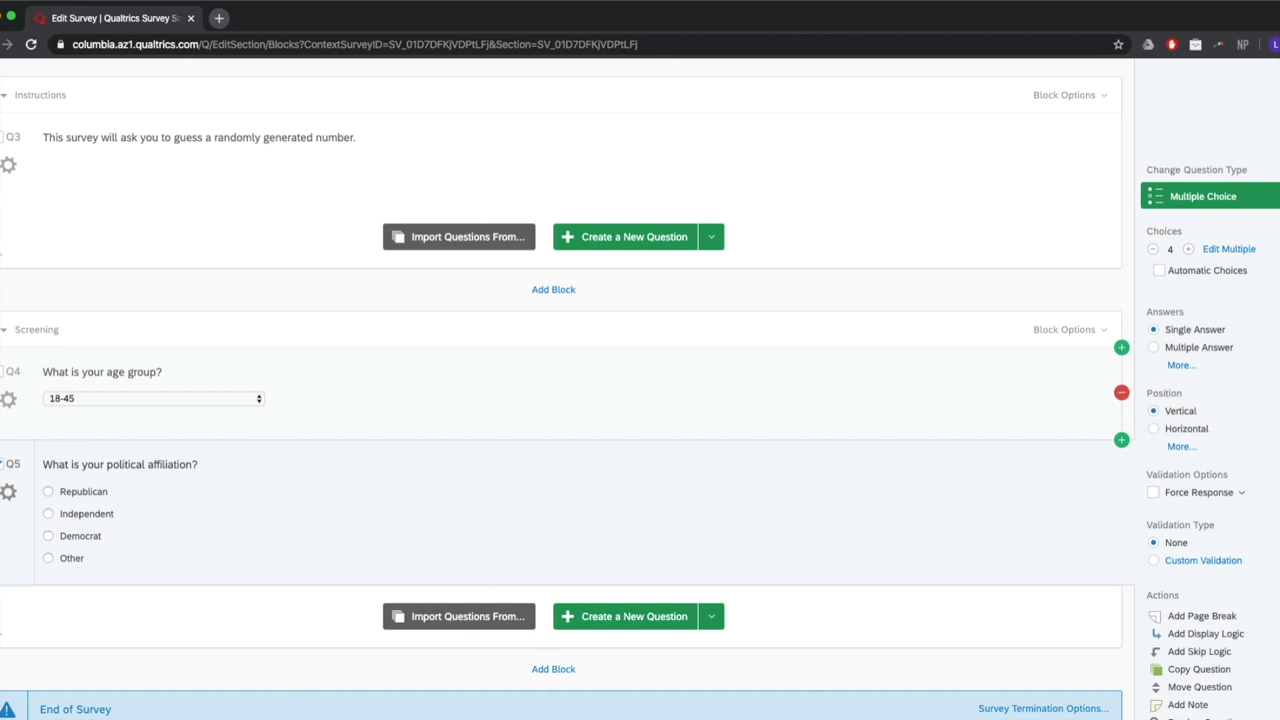 Edit Survey | Qualtrics Survey So
columbia.az1.qualtrics.com/Q/EditSection/Blocks?ContextSurveyID=SV_01D7DFKjVDPtLFj&Section=SV_01D7DFKjVDPtLFj
NP
L
Instructions
Block Options
Q3
This survey will ask you to guess a randomly generated number.
Import Questions From...
Create a New Question
Add Block
Screening
Block Options
Q4
What is your age group?
18-45
Q5
What is your political affiliation?
Republican
Independent
Democrat
Other
Import Questions From...
Create a New Question
Add Block
End of Survey
Survey Termination Options...
Change Question Type
Multiple Choice
Choices
4
Edit Multiple
Automatic Choices
Answers
Single Answer
Multiple Answer
More...
Position
Vertical
Horizontal
More...
Validation Options
Force Response
Validation Type
None
Custom Validation
Actions
Add Page Break
Add Display Logic
Add Skip Logic
Copy Question
Move Question
Add Note